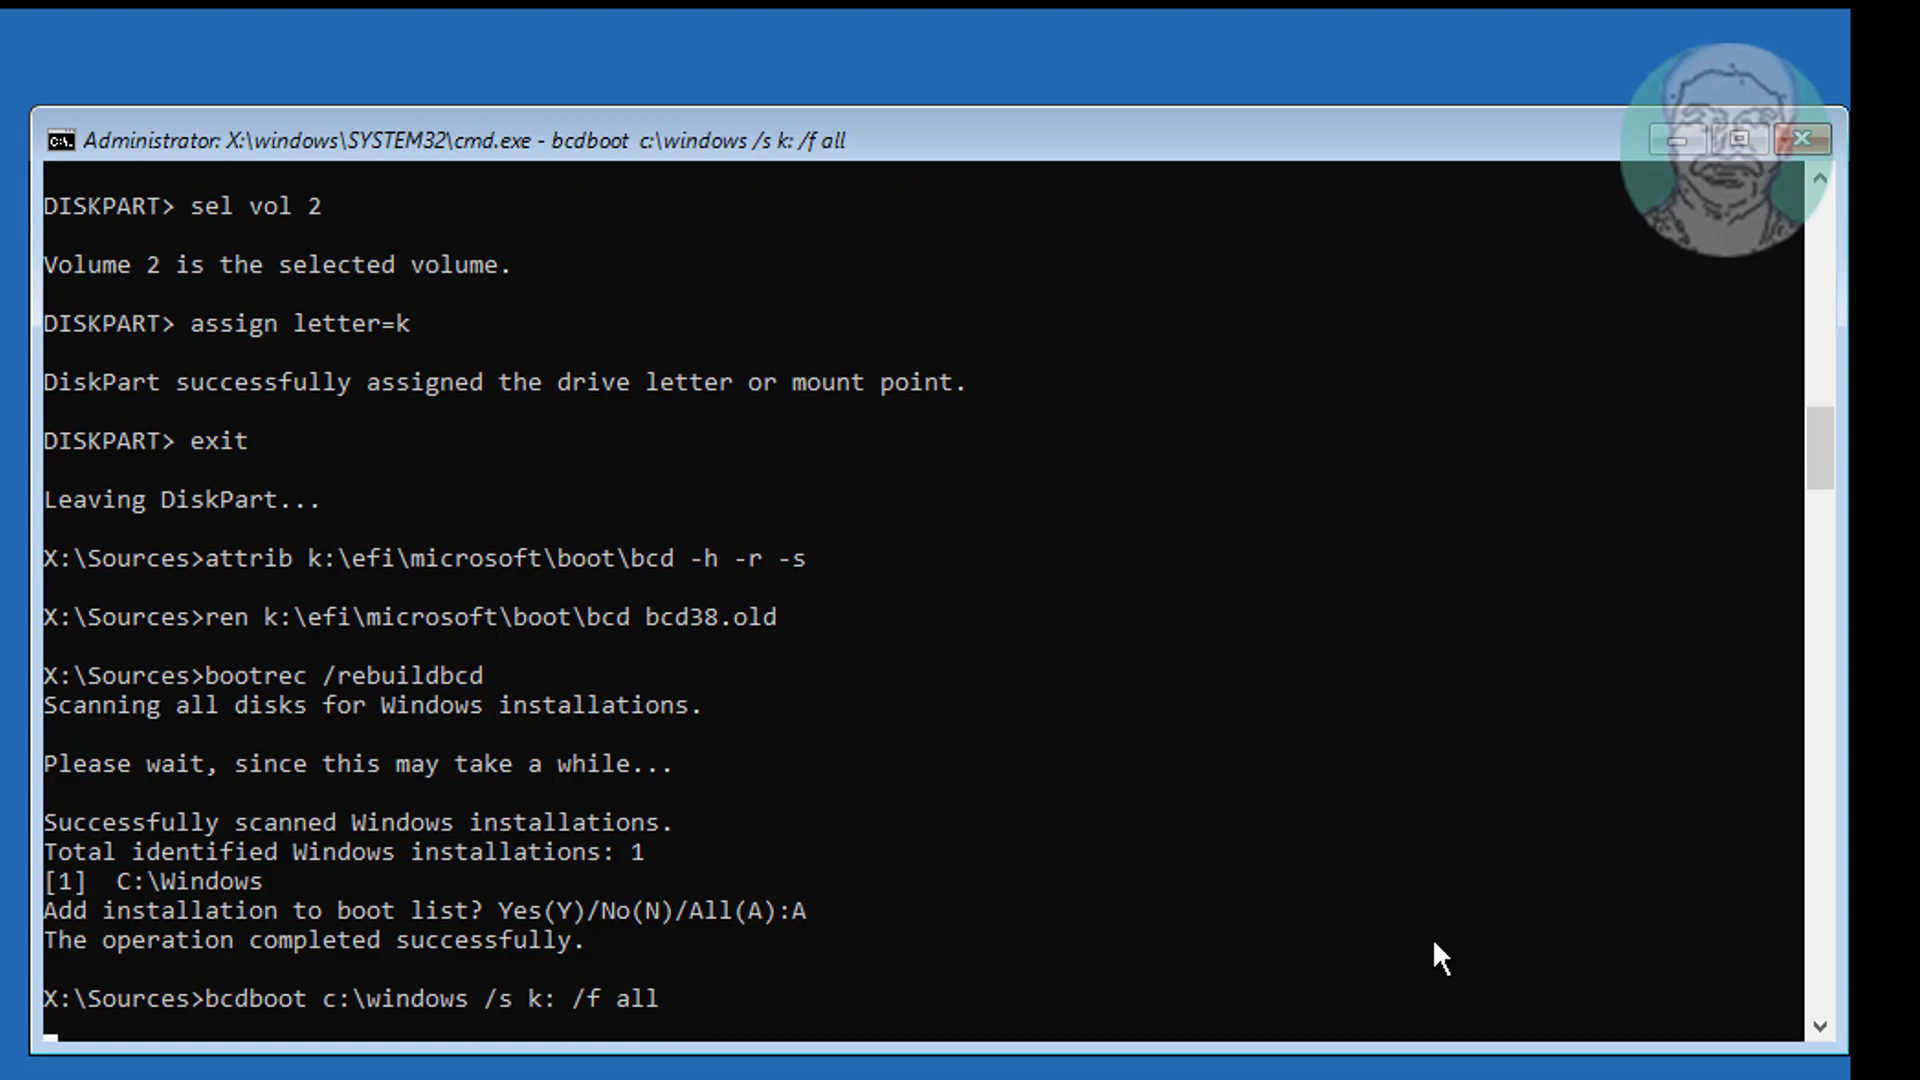 Administrator: X:\windows\SYSTEM32\cmd.exe - bcdboot  c:\windows /s k: /f all
DISKPART> sel vol 2
Volume 2 is the selected volume.
DISKPART> assign letter=k
DiskPart successfully assigned the drive letter or mount point.
DISKPART> exit
Leaving DiskPart...
X:\Sources>attrib k:\efi\microsoft\boot\bcd -h -r -s
X:\Sources>ren k:\efi\microsoft\boot\bcd bcd38.old
X:\Sources>bootrec /rebuildbcd
Scanning all disks for Windows installations.
Please wait, since this may take a while...
Successfully scanned Windows installations.
Total identified Windows installations: 1
[1]  C:\Windows
Add installation to boot list? Yes(Y)/No(N)/All(A):A
The operation completed successfully.
X:\Sources>bcdboot c:\windows /s k: /f all